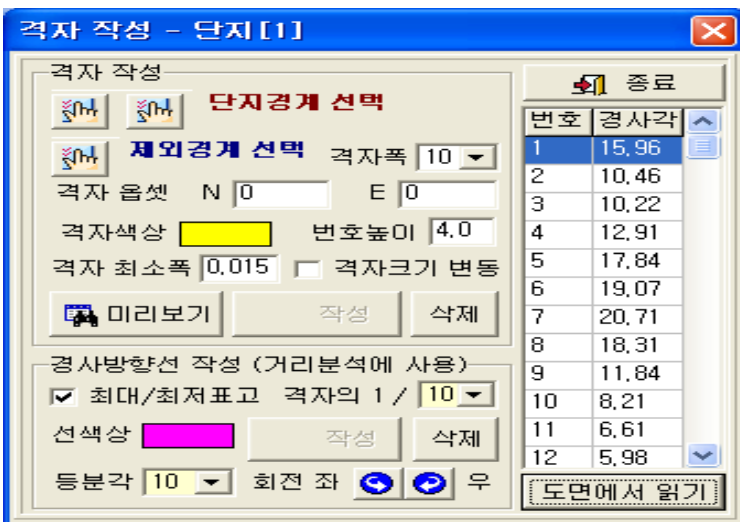 격자 작성 - 단지[1]
격자 작성
단지경계 선택
제외경계 선택 격자폭 10
격자 옵셋 N 0 E 0
격자색상 번호높이 4.0
격자 최소폭 0.015 격자크기 변동
미리보기 작성 삭제
경사방향선 작성 (거리분석에 사용)
최대/최저표고 격자의 1 / 10
선색상 작성 삭제
등분각 10 회전 좌 우
종료
번호 경사각
1 15.96
2 10.46
3 10.22
4 12.91
5 17.84
6 19.07
7 20.71
8 18.31
9 11.84
10 8.21
11 6.61
12 5.98
도면에서 읽기